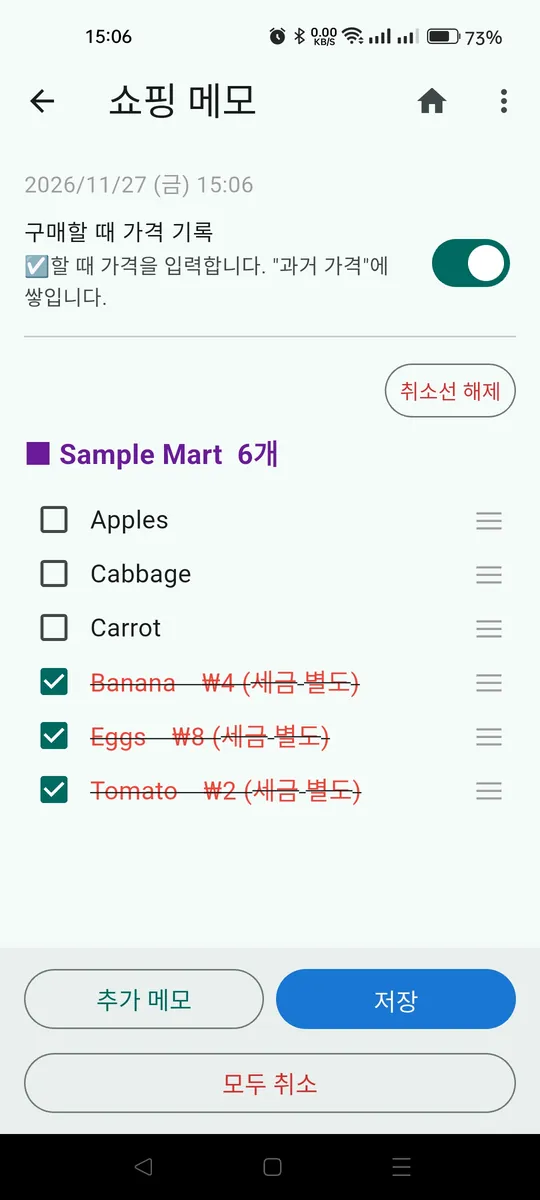 15:06
0.00 KB/S
73%
쇼핑 메모
2026/11/27 (금) 15:06
구매할 때 가격 기록
☑️할 때 가격을 입력합니다. "과거 가격"에
쌓입니다.
취소선 해제
Sample Mart 6개
Apples
Cabbage
Carrot
Banana ₩4 (세금 별도)
Eggs ₩8 (세금 별도)
Tomato ₩2 (세금 별도)
추가 메모
저장
모두 취소